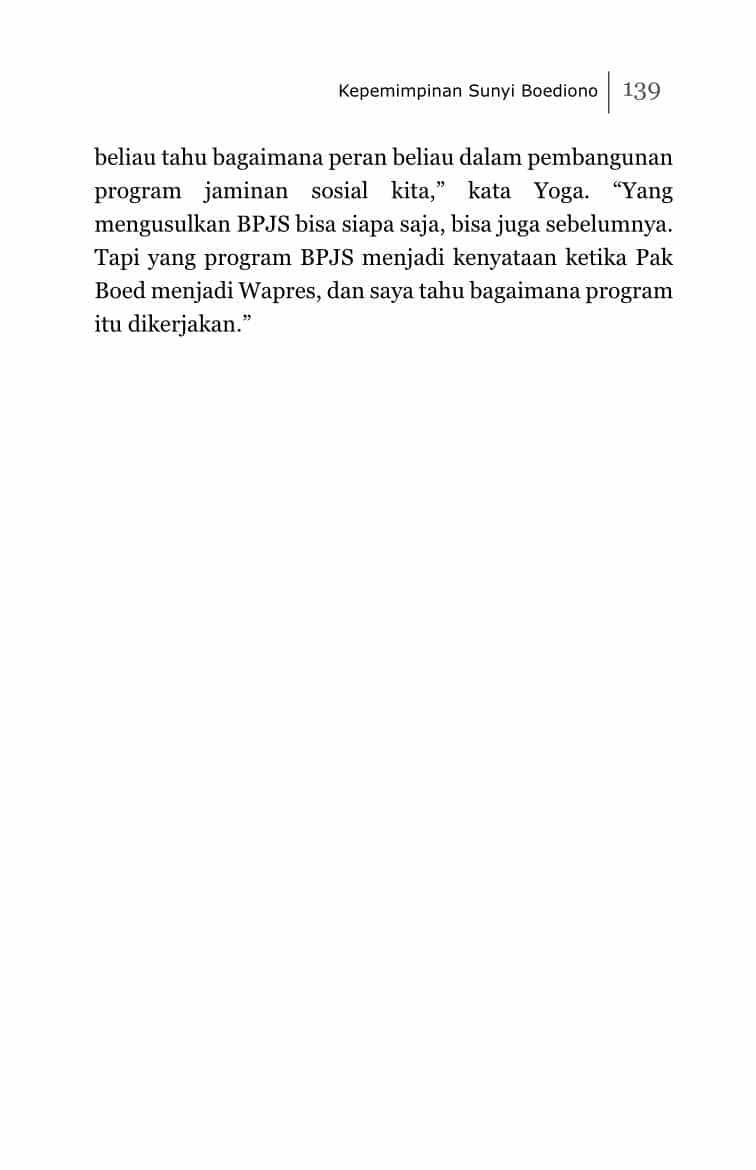 Kepemimpinan Sunyi Boediono 139
beliau tahu bagaimana peran beliau dalam pembangunan
program jaminan sosial kita,” kata Yoga. “Yang
mengusulkan BPJS bisa siapa saja, bisa juga sebelumnya.
Tapi yang program BPJS menjadi kenyataan ketika Pak
Boed menjadi Wapres, dan saya tahu bagaimana program
itu dikerjakan.”